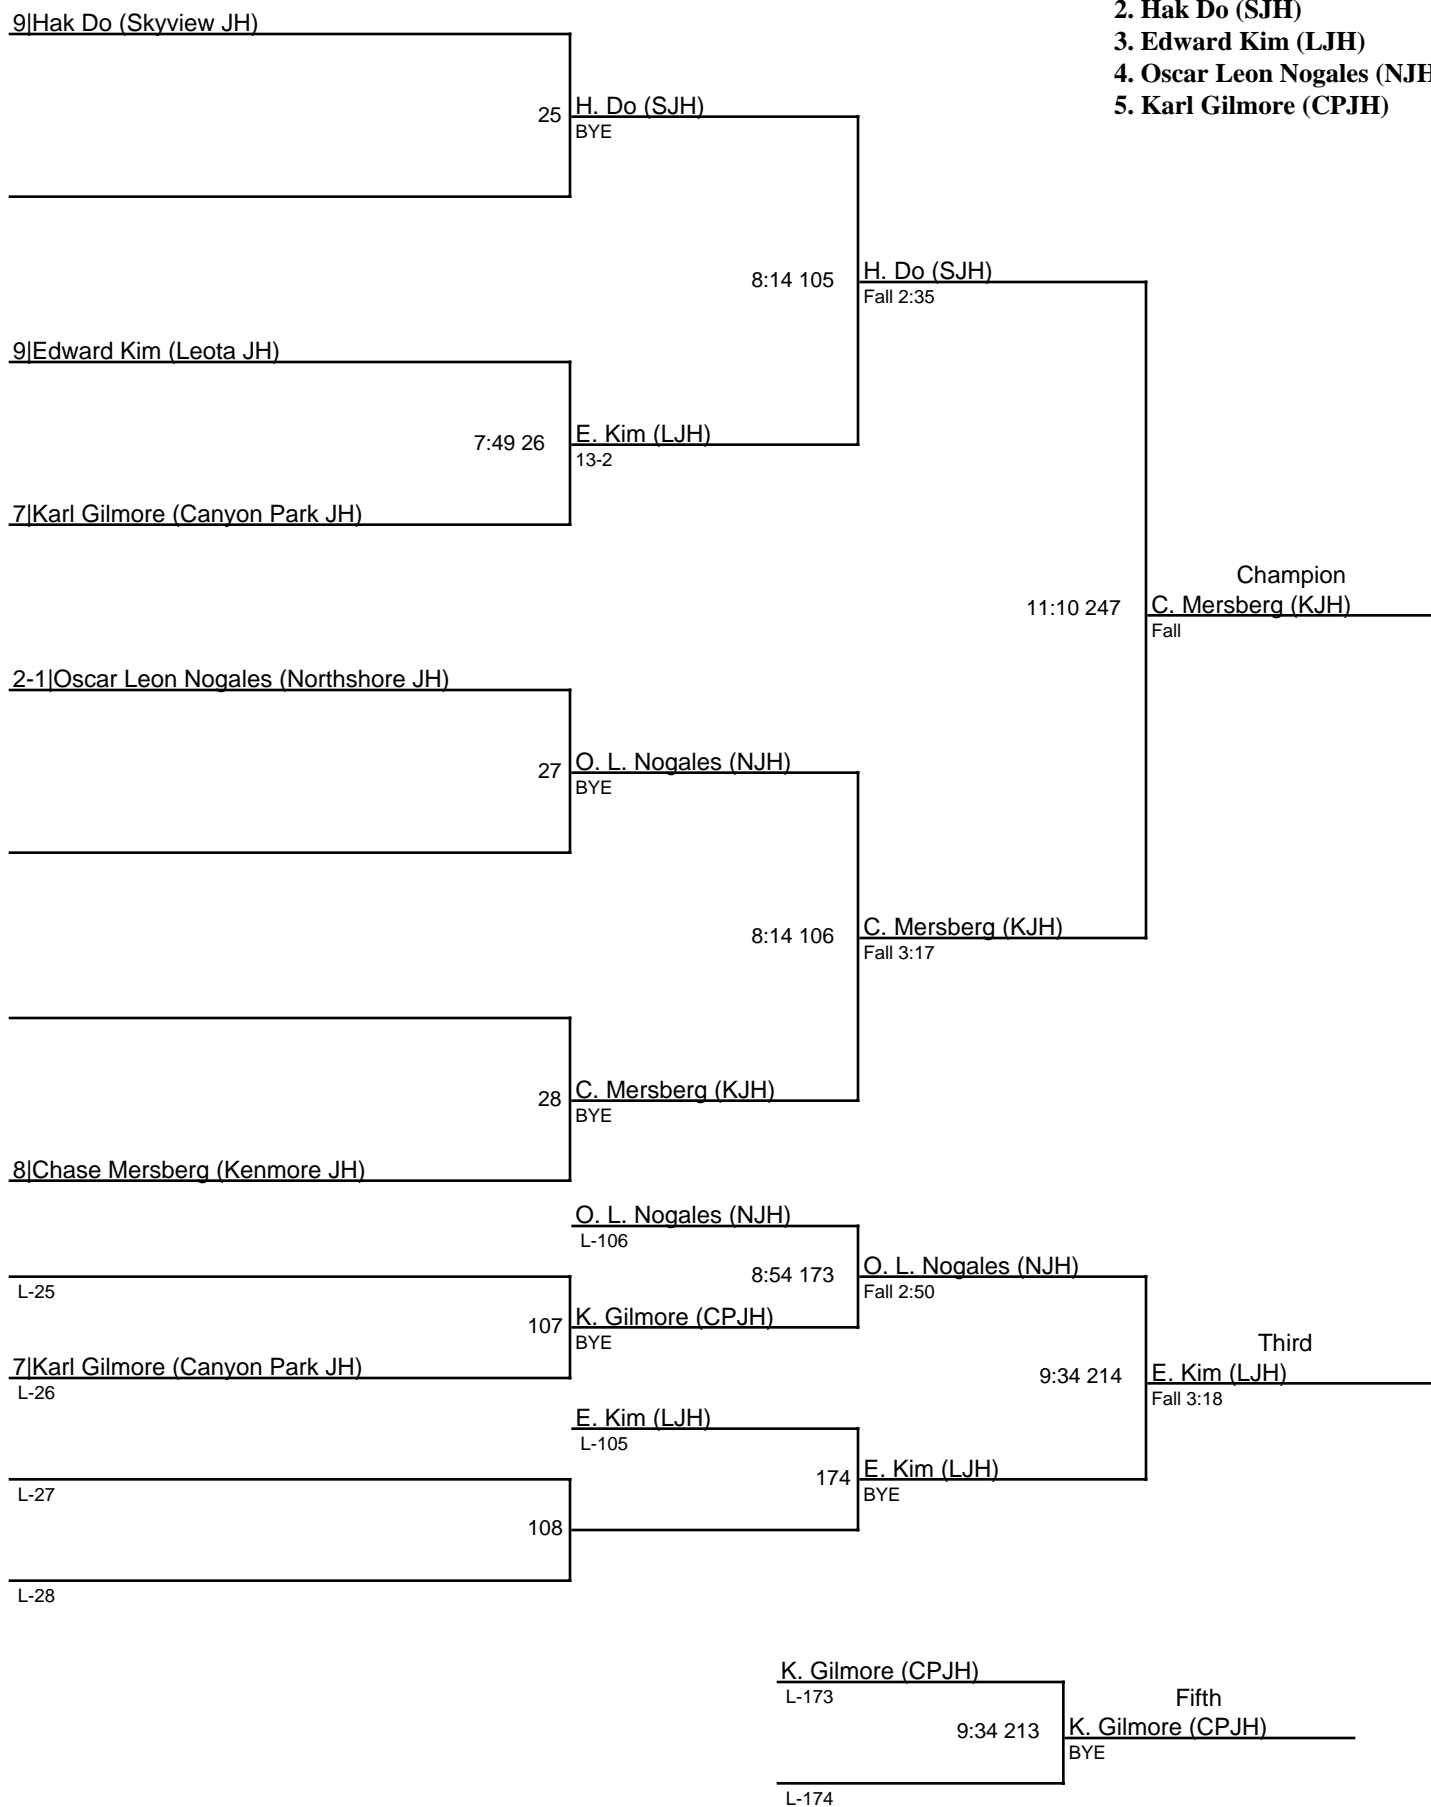 9|Hak Do (Skyview JH)
2. Hak Do (SJH)
3. Edward Kim (LJH)
4. Oscar Leon Nogales (NJH
5. Karl Gilmore (CPJH)
25 H. Do (SJH)
BYE
8:14 105 H. Do (SJH)
Fall 2:35
9|Edward Kim (Leota JH)
7:49 26 E. Kim (LJH)
13-2
7|Karl Gilmore (Canyon Park JH)
Champion
11:10 247 C. Mersberg (KJH)
Fall
2-1|Oscar Leon Nogales (Northshore JH)
27 O. L. Nogales (NJH)
BYE
8:14 106 C. Mersberg (KJH)
Fall 3:17
28 C. Mersberg (KJH)
BYE
8|Chase Mersberg (Kenmore JH)
O. L. Nogales (NJH)
L-106
8:54 173 O. L. Nogales (NJH)
Fall 2:50
L-25
107 K. Gilmore (CPJH)
BYE
7|Karl Gilmore (Canyon Park JH)
L-26
Third
9:34 214 E. Kim (LJH)
Fall 3:18
E. Kim (LJH)
L-105
174 E. Kim (LJH)
BYE
L-27
108
L-28
K. Gilmore (CPJH)
L-173
Fifth
9:34 213 K. Gilmore (CPJH)
BYE
L-174